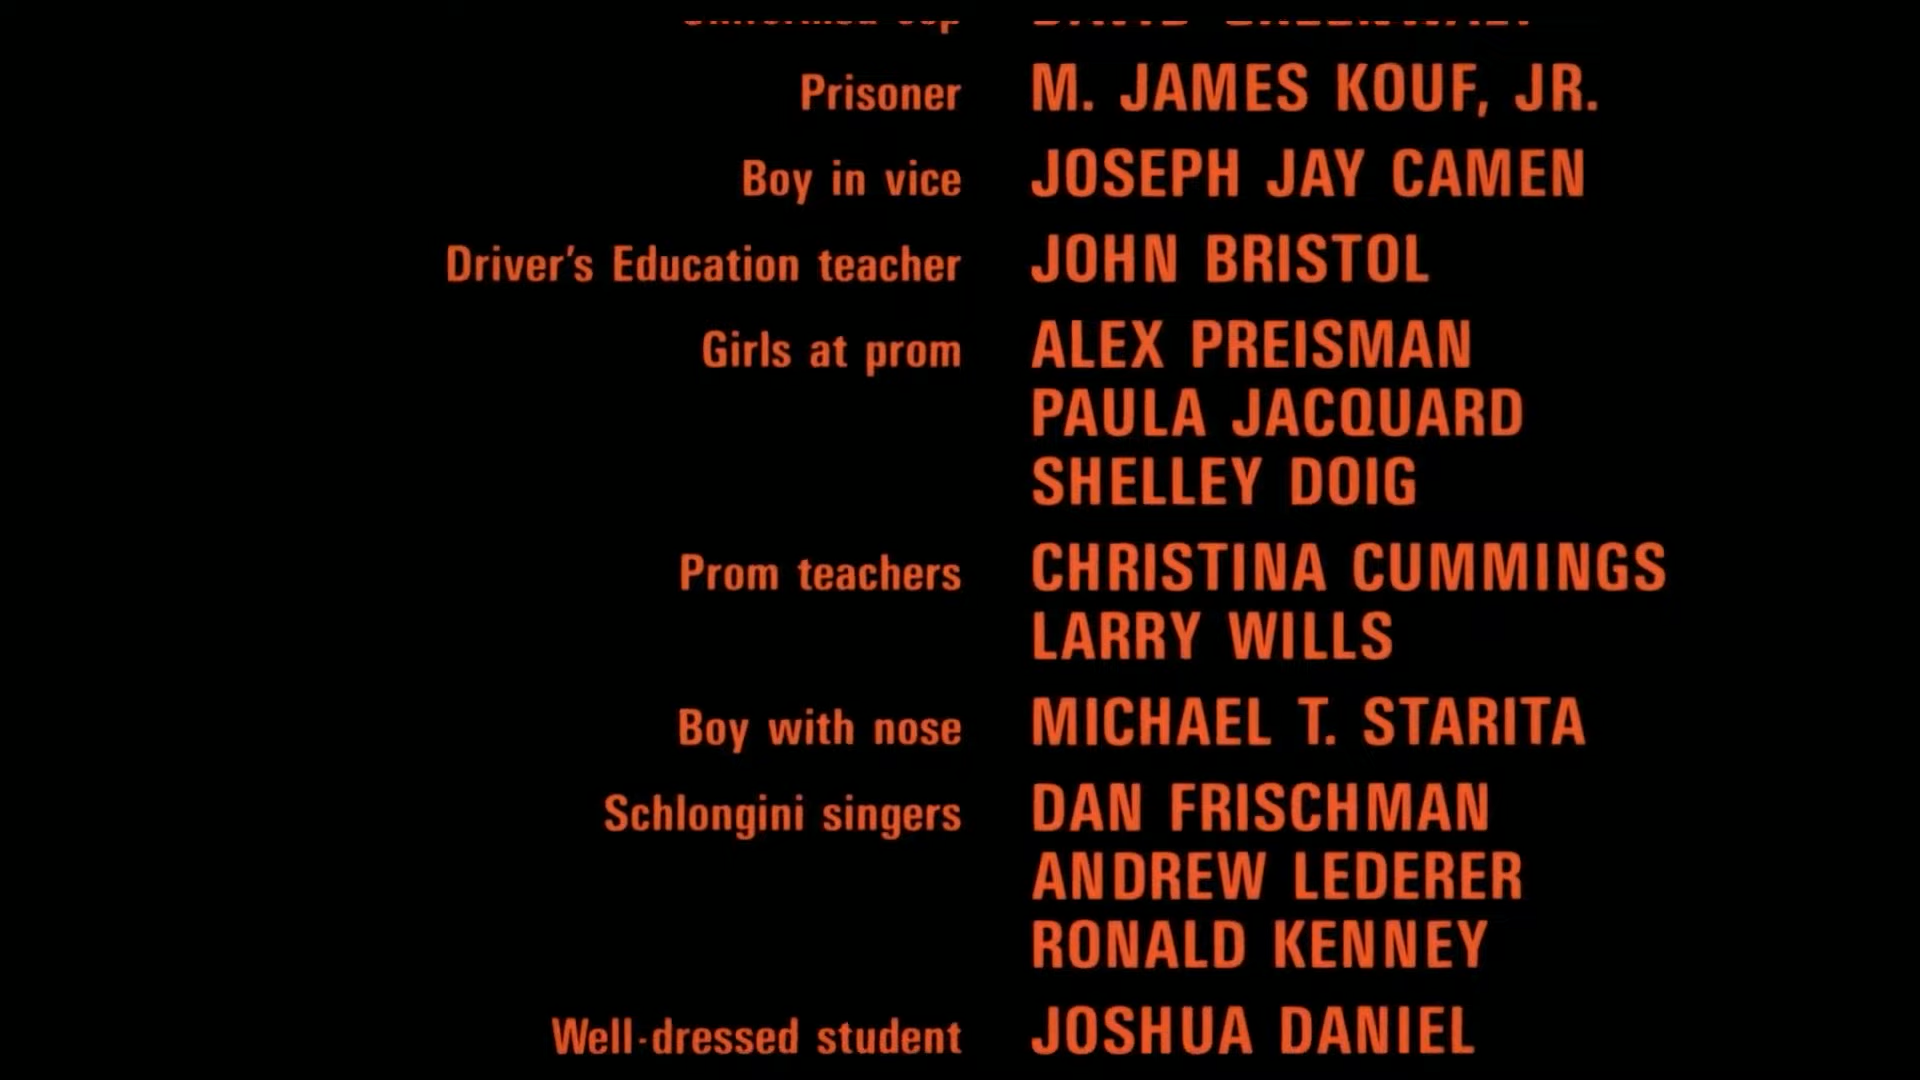 Prisoner M. JAMES KOUF, JR.
Boy in vice JOSEPH JAY CAMEN
Driver's Education teacher JOHN BRISTOL
Girls at prom ALEX PREISMAN
PAULA JACQUARD
SHELLEY DOIG
Prom teachers CHRISTINA CUMMINGS
LARRY WILLS
Boy with nose MICHAEL T. STARITA
Schlongini singers DAN FRISCHMAN
ANDREW LEDERER
RONALD KENNEY
Well-dressed student JOSHUA DANIEL